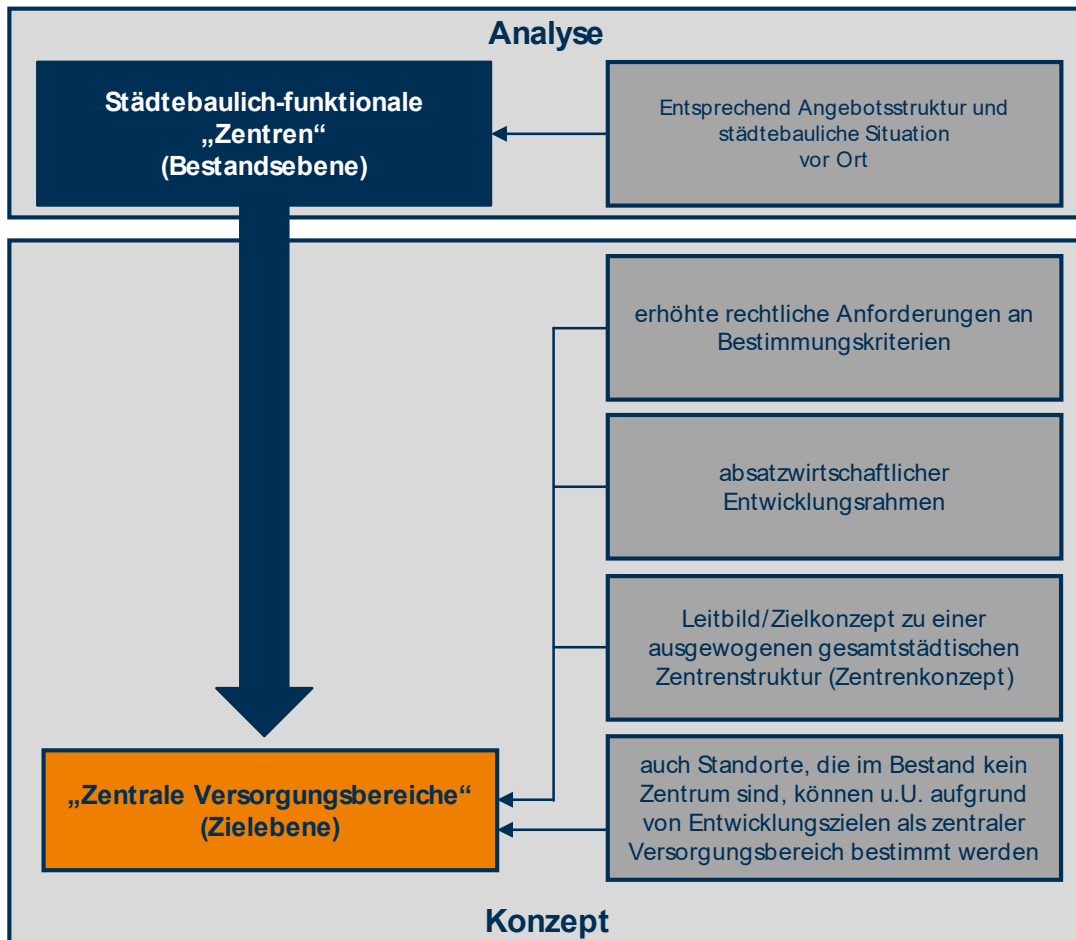 Analyse
Städtebaulich-funktionale
„Zentren“
(Bestandsebene)
Entsprechend Angebotsstruktur und
städtebauliche Situation
vor Ort
erhöhte rechtliche Anforderungen an
Bestimmungskriterien
absatzwirtschaftlicher
Entwicklungsrahmen
Leitbild/Zielkonzept zu einer
ausgewogenen gesamtstädtischen
Zentrenstruktur (Zentrenkonzept)
„Zentrale Versorgungsbereiche“
(Zielebene)
auch Standorte, die im Bestand kein
Zentrum sind, können u.U. aufgrund
von Entwicklungszielen als zentraler
Versorgungsbereich bestimmt werden
Konzept